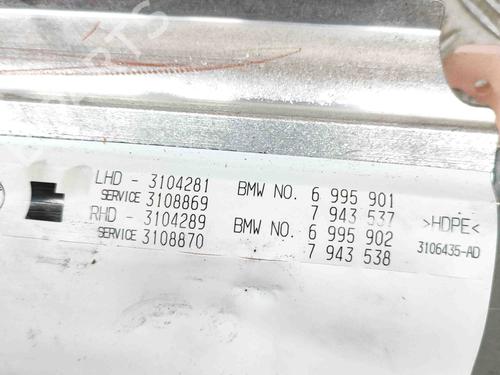 LHD - 3104281 BMW NO. 6 995 901
SERVICE 3108869 7 943 537 >HDPE<
RHD - 3104289 BMW NO. 6 995 902 3106435-AD
SERVICE 3108870 7 943 538